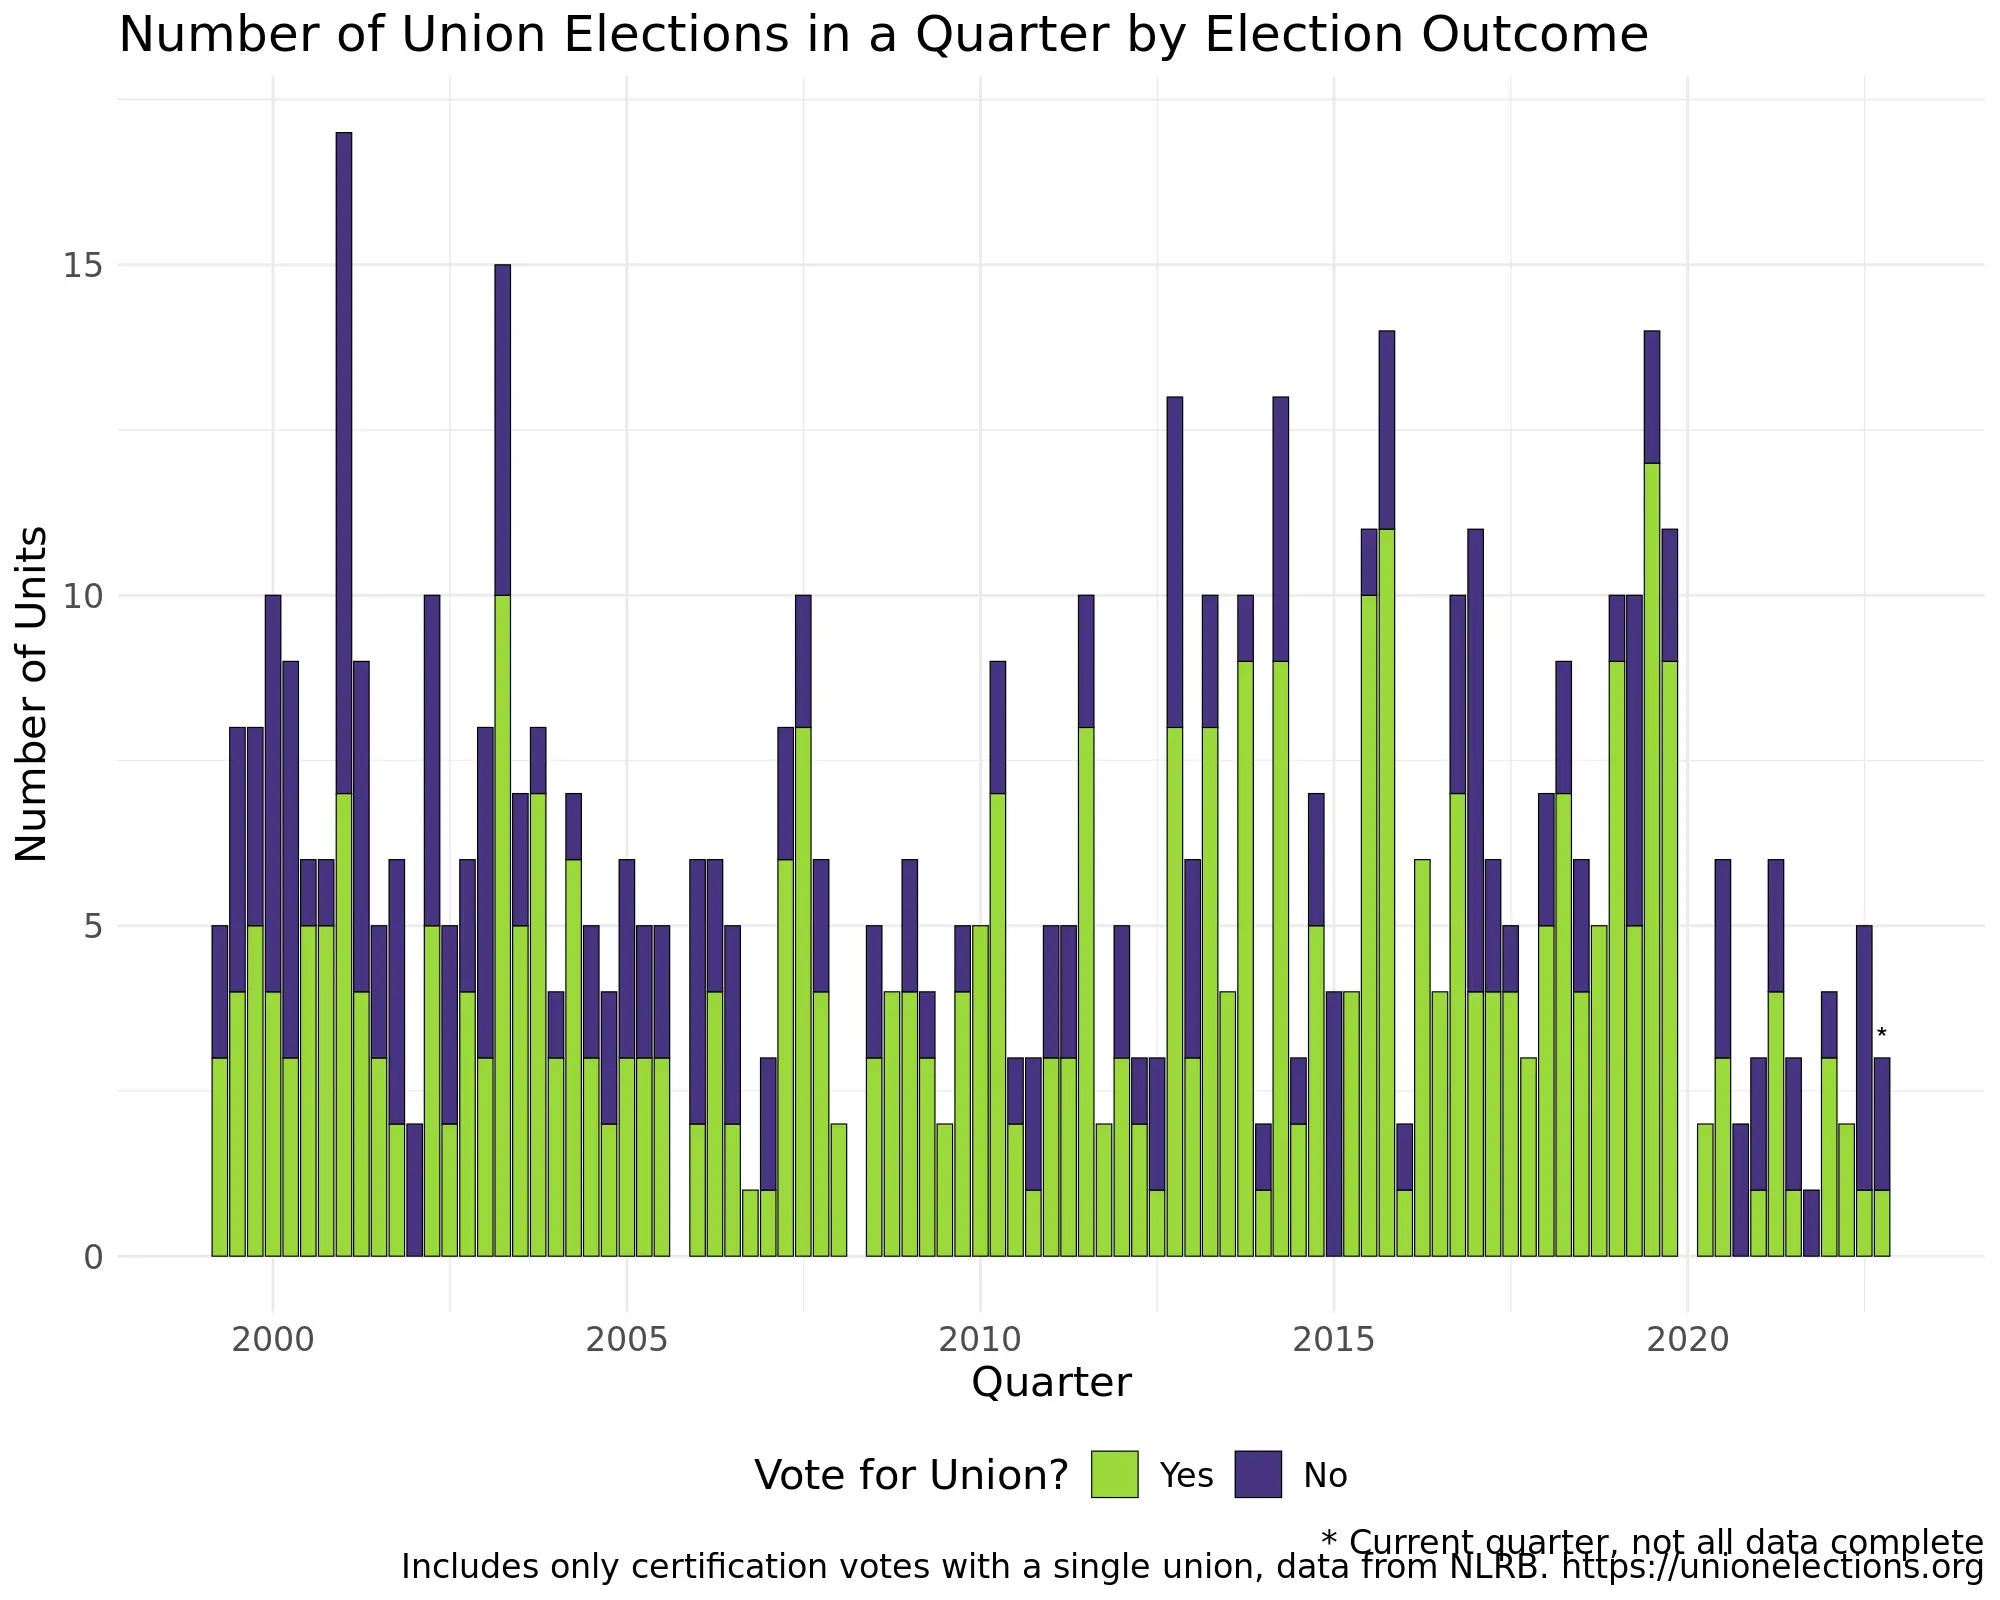 Number of Union Elections in a Quarter by Election Outcome
Number of Units
15
10
5
0
*
2000 2005 2010 2015 2020
Quarter
Vote for Union? Yes No
* Current quarter, not all data complete
Includes only certification votes with a single union, data from NLRB. https://unionelections.org